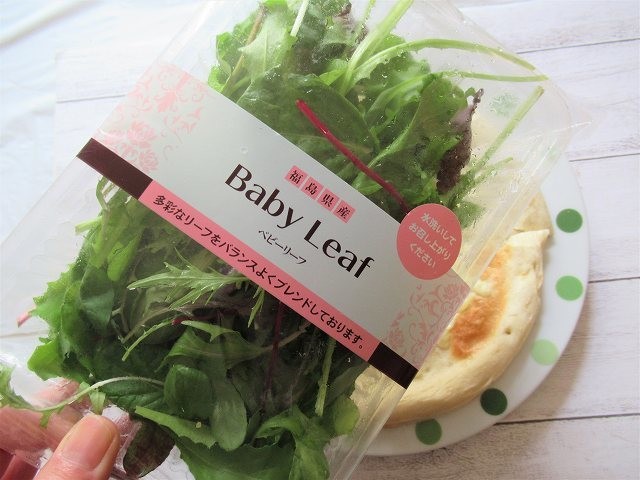 福島県産
Baby Leaf
ベビーリーフ
多彩なリーフをバランスよくブレンドしております。
水洗いして
お召し上がり
ください